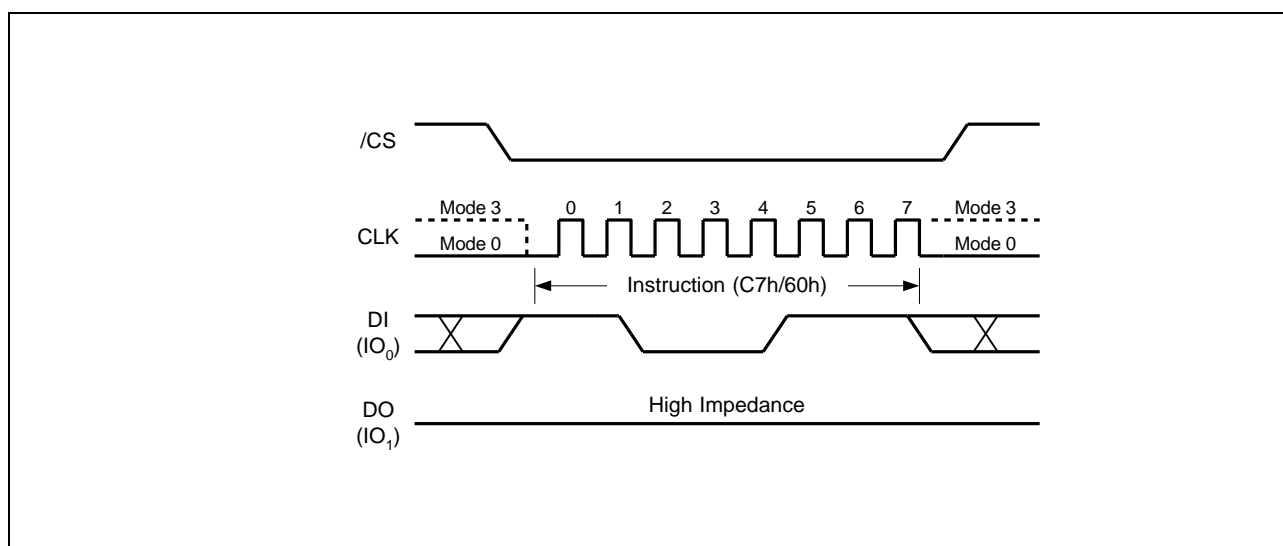 /CS
Mode 3 0 1 2 3 4 5 6 7 Mode 3
CLK
Mode 0 Mode 0
Instruction (C7h/60h)
DI
(IO₀)
High Impedance
DO
(IO₁)